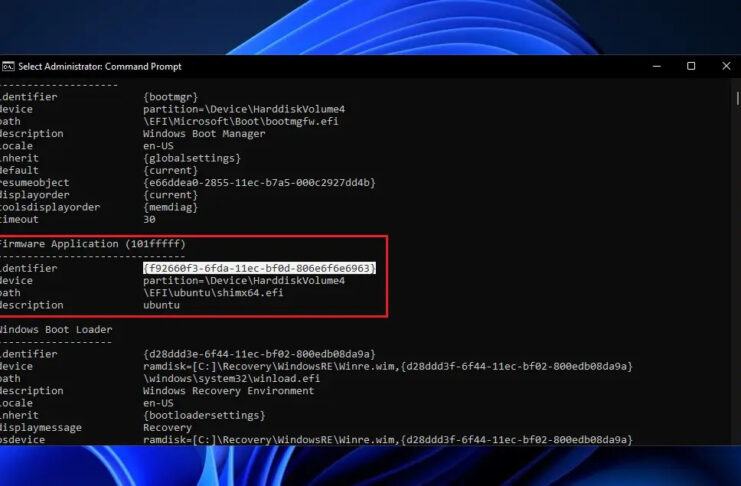 Select Administrator: Command Prompt
-------------------
identifier {bootmgr}
device partition=\Device\HarddiskVolume4
path \EFI\Microsoft\Boot\bootmgfw.efi
description Windows Boot Manager
locale en-US
inherit {globalsettings}
default {current}
resumeobject {e66ddea0-2855-11ec-b7a5-000c2927dd4b}
displayorder {current}
toolsdisplayorder {memdiag}
timeout 30
Firmware Application (101fffff)
-------------------------------
identifier {f92660f3-6fda-11ec-bf0d-806e6f6e6963}
device partition=\Device\HarddiskVolume4
path \EFI\ubuntu\shimx64.efi
description ubuntu
Windows Boot Loader
-------------------
identifier {d28ddd3e-6f44-11ec-bf02-800edb08da9a}
device ramdisk=[C:]\Recovery\WindowsRE\Winre.wim,{d28ddd3f-6f44-11ec-bf02-800edb08da9a}
path \windows\system32\winload.efi
description Windows Recovery Environment
locale en-US
inherit {bootloadersettings}
displaymessage Recovery
osdevice ramdisk=[C:]\Recovery\WindowsRE\Winre.wim,{d28ddd3f-6f44-11ec-bf02-800edb08da9a}